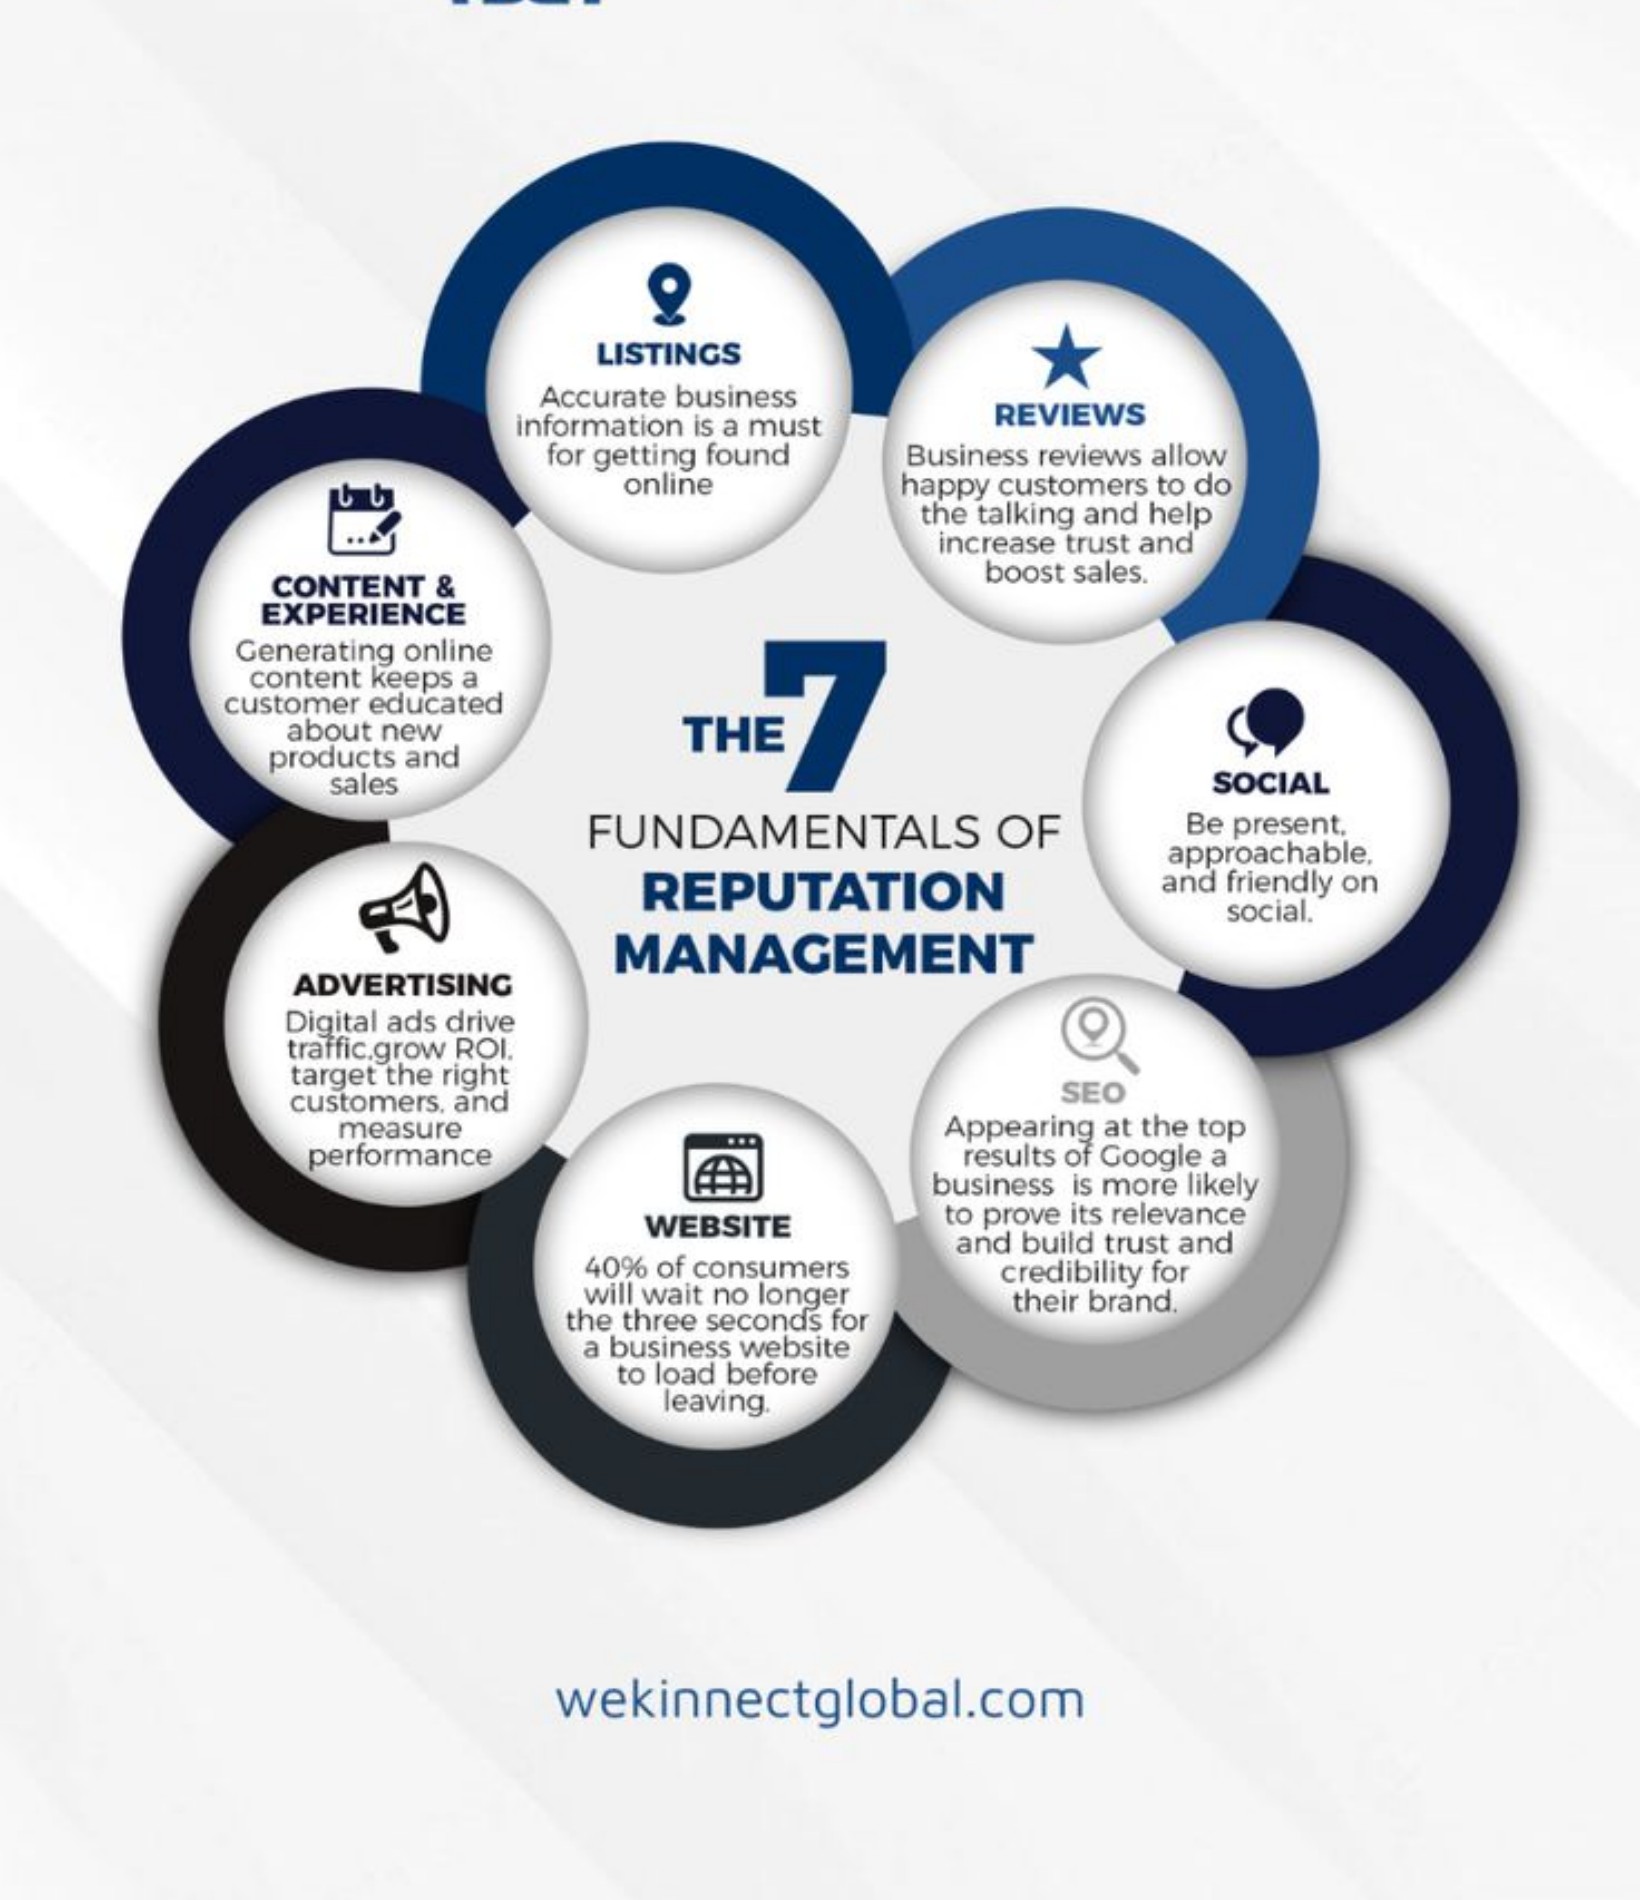 LISTINGS
Accurate business
information is a must
for getting found
online
REVIEWS
Business reviews allow
happy customers to do
the talking and help
increase trust and
boost sales.
SOCIAL
Be present,
approachable,
and friendly on
social.
SEO
Appearing at the top
results of Google a
business is more likely
to prove its relevance
and build trust and
credibility for
their brand.
WEBSITE
40% of consumers
will wait no longer
the three seconds for
a business website
to load before
leaving.
ADVERTISING
Digital ads drive
traffic,grow ROI,
target the right
customers, and
measure
performance
CONTENT &
EXPERIENCE
Generating online
content keeps a
customer educated
about new
products and
sales
THE 7
FUNDAMENTALS OF
REPUTATION
MANAGEMENT
wekinnectglobal.com